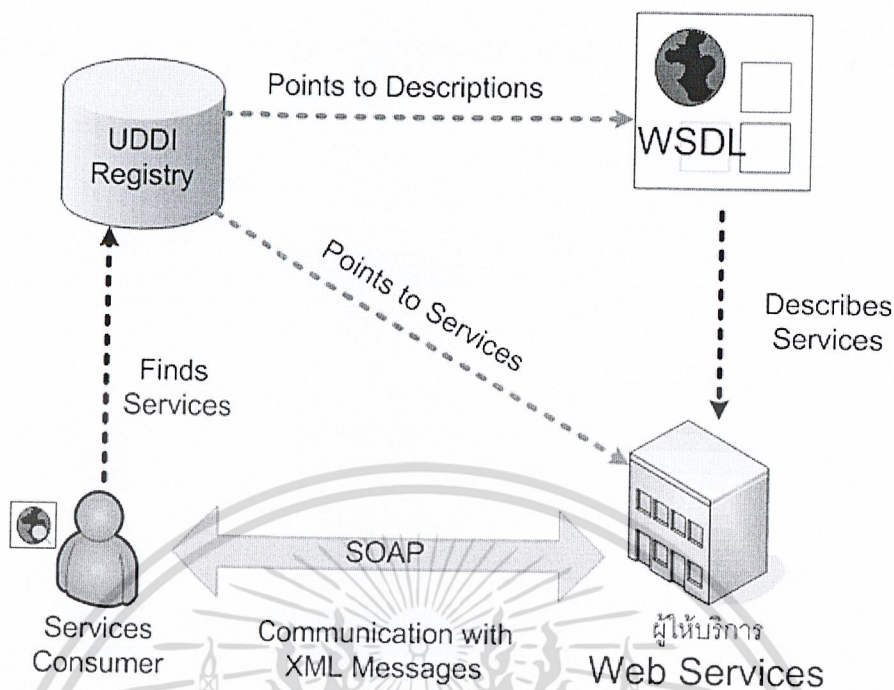 Points to Descriptions
UDDI
Registry
WSDL
Points to Services
Describes
Services
Finds
Services
SOAP
Services
Consumer
Communication with
XML Messages
ผู้ให้บริการ
Web Services